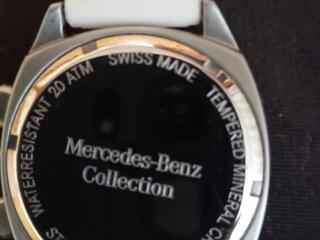 WATERRESISTANT 20 ATM SWISS MADE TEMPERED MINERAL
Mercedes-Benz
Collection